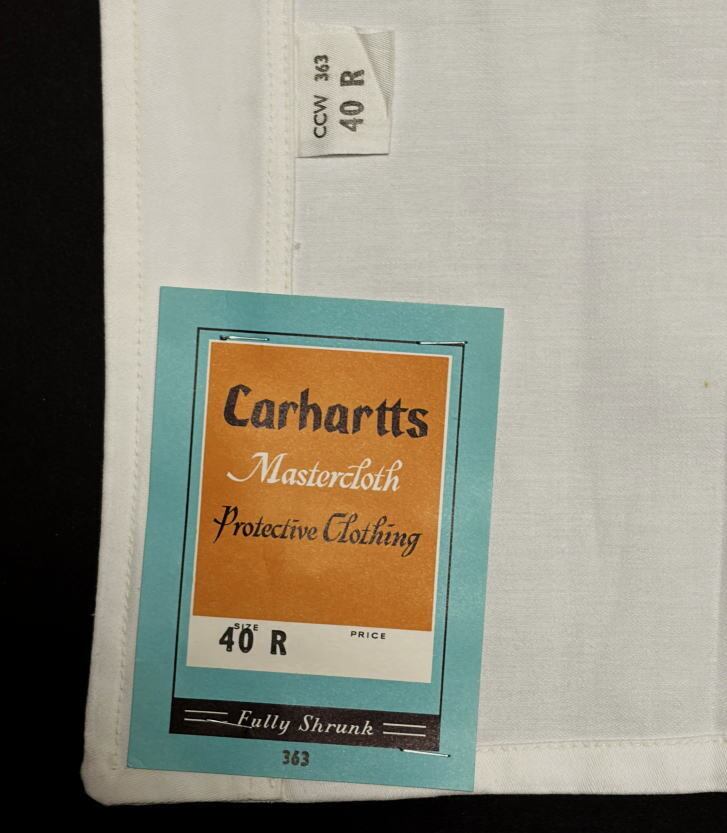 CCW 363
40 R
Carhartts
Mastercloth
Protective Clothing
SIZE PRICE
40 R
Fully Shrunk
363